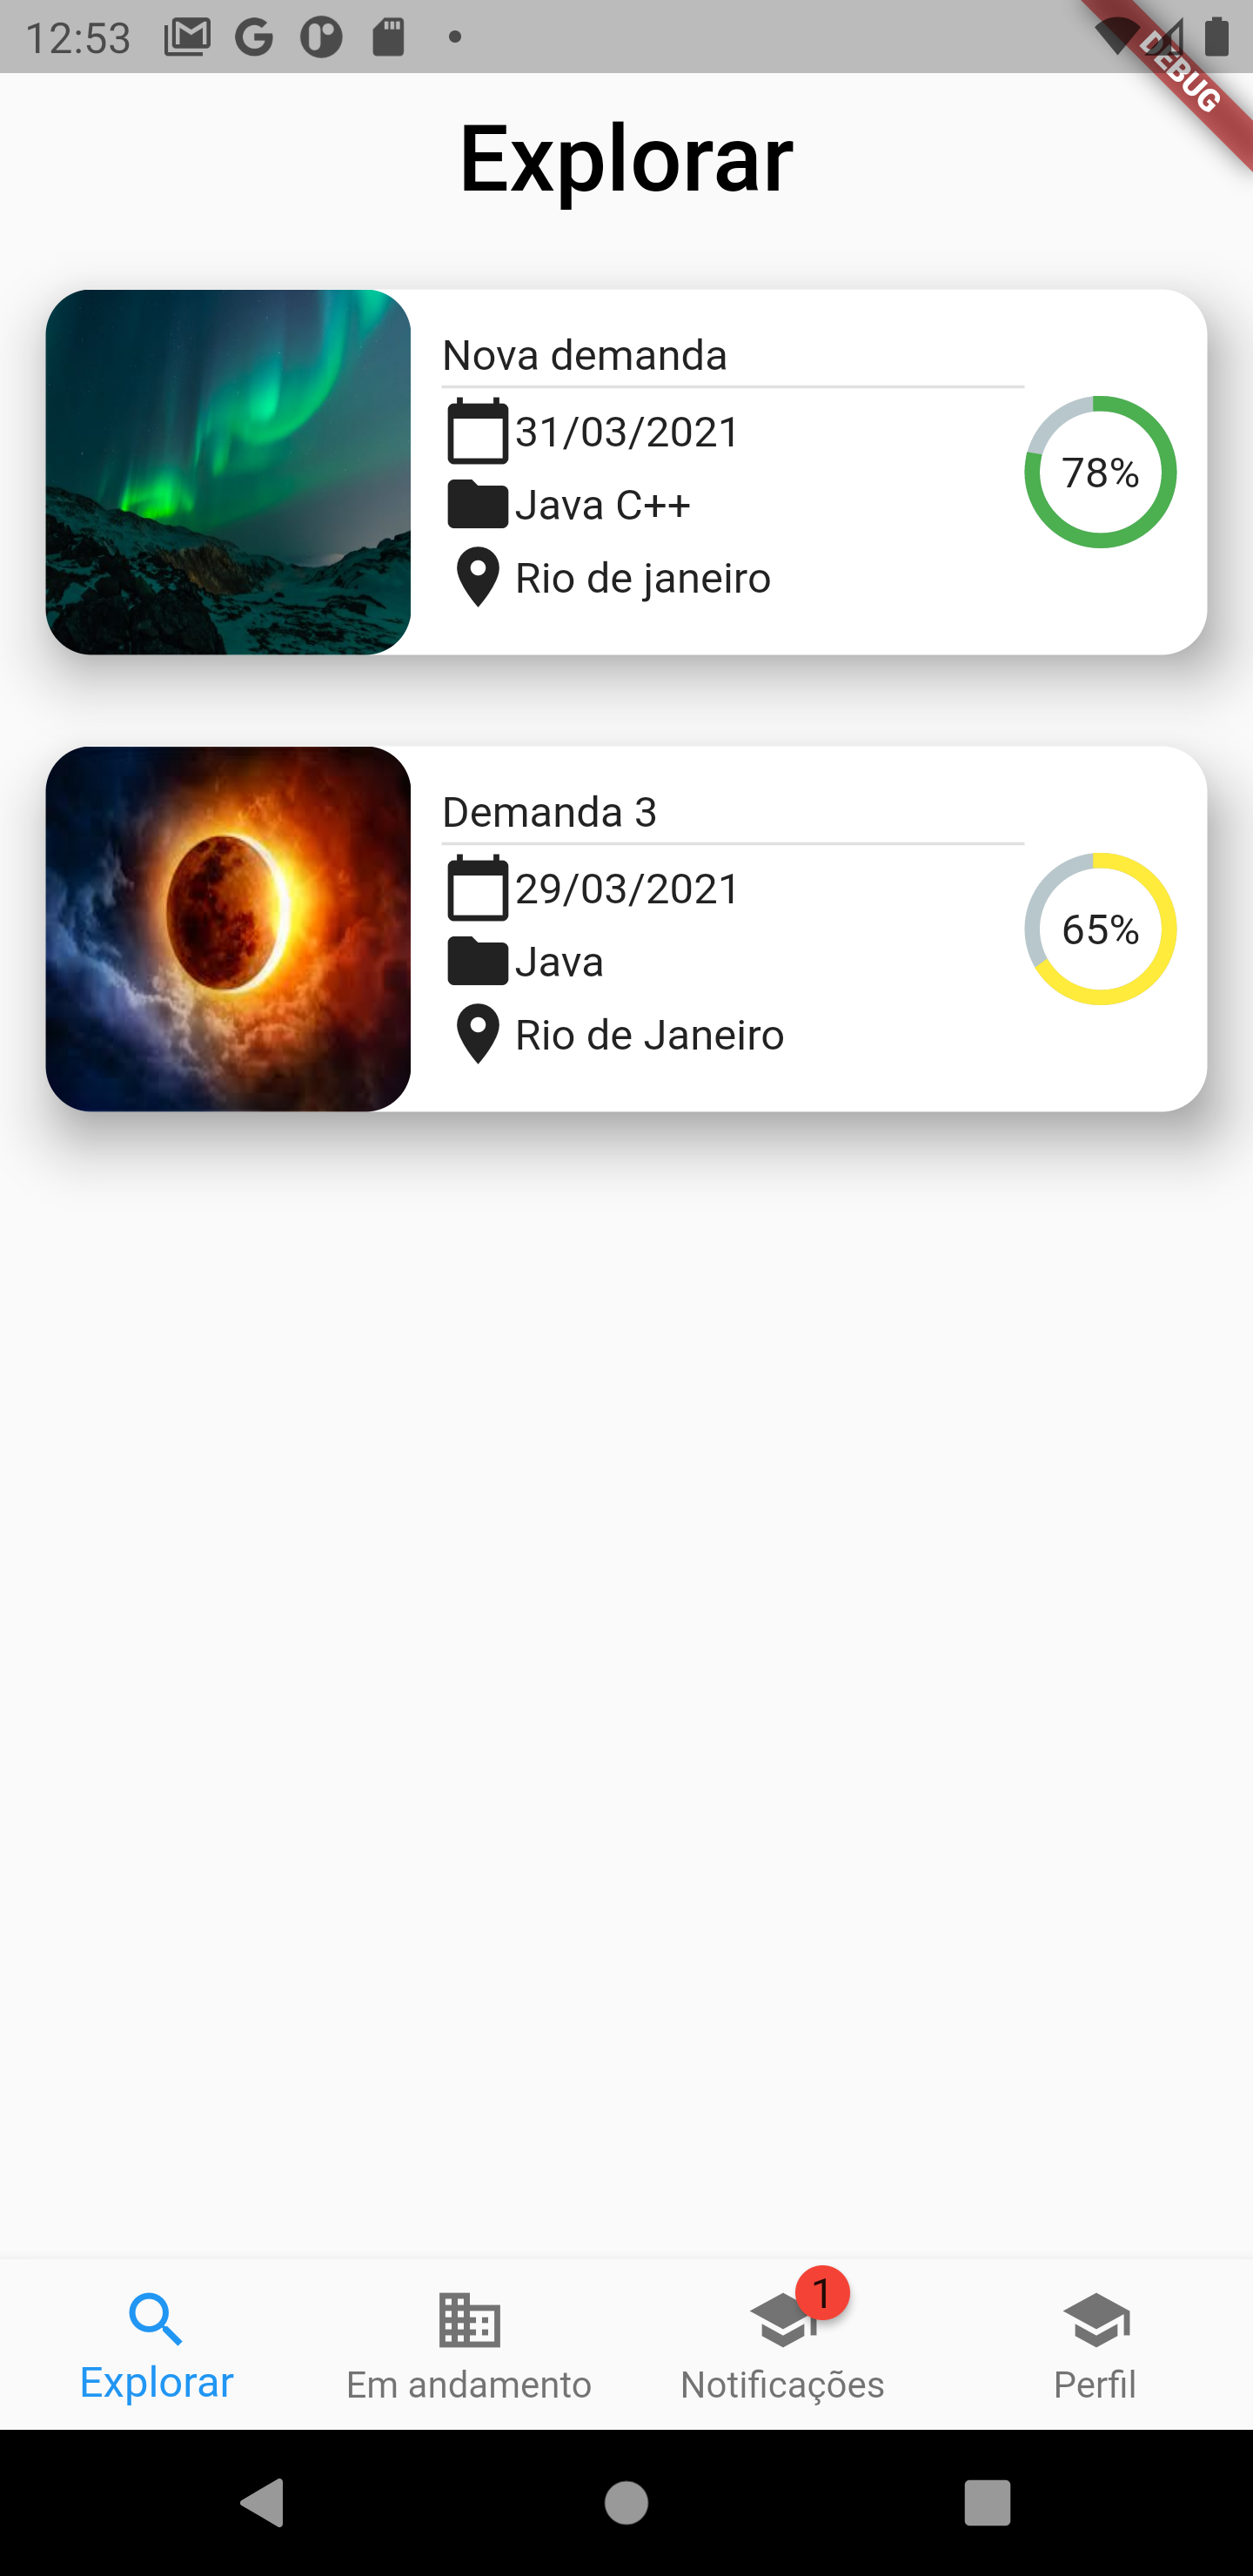 12:53
DEBUG
Explorar
Nova demanda
31/03/2021
Java C++
78%
Rio de janeiro
Demanda 3
29/03/2021
65%
Java
Rio de Janeiro
1
Explorar
Em andamento
Notificações
Perfil